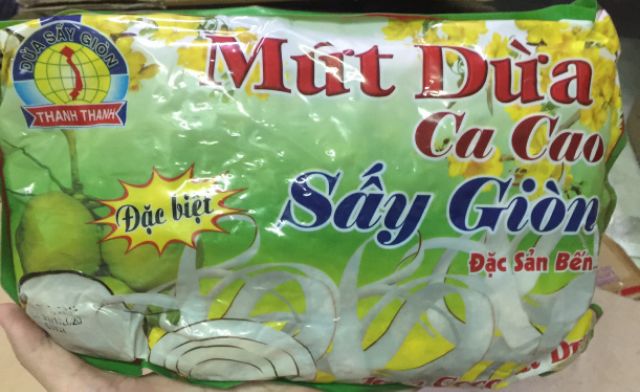 DỪA SẤY GIÒN
THANH THANH
Mứt Dừa
Ca Cao
Đặc biệt
Sấy Giòn
Đặc Sản Bến